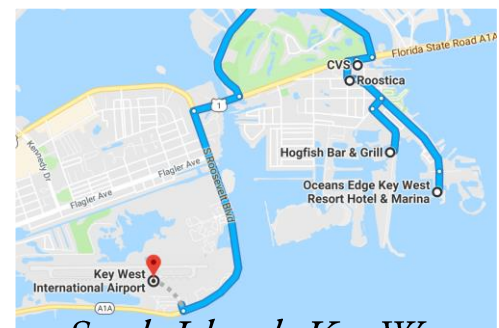 Florida State Road A1A
CVS
Roostica
1
Hogfish Bar & Grill
Oceans Edge Key West
Resort Hotel & Marina
Kennedy Dr
Flagler Ave
Flagler Ave
S Roosevelt Blvd
Key West
International Airport
A1A